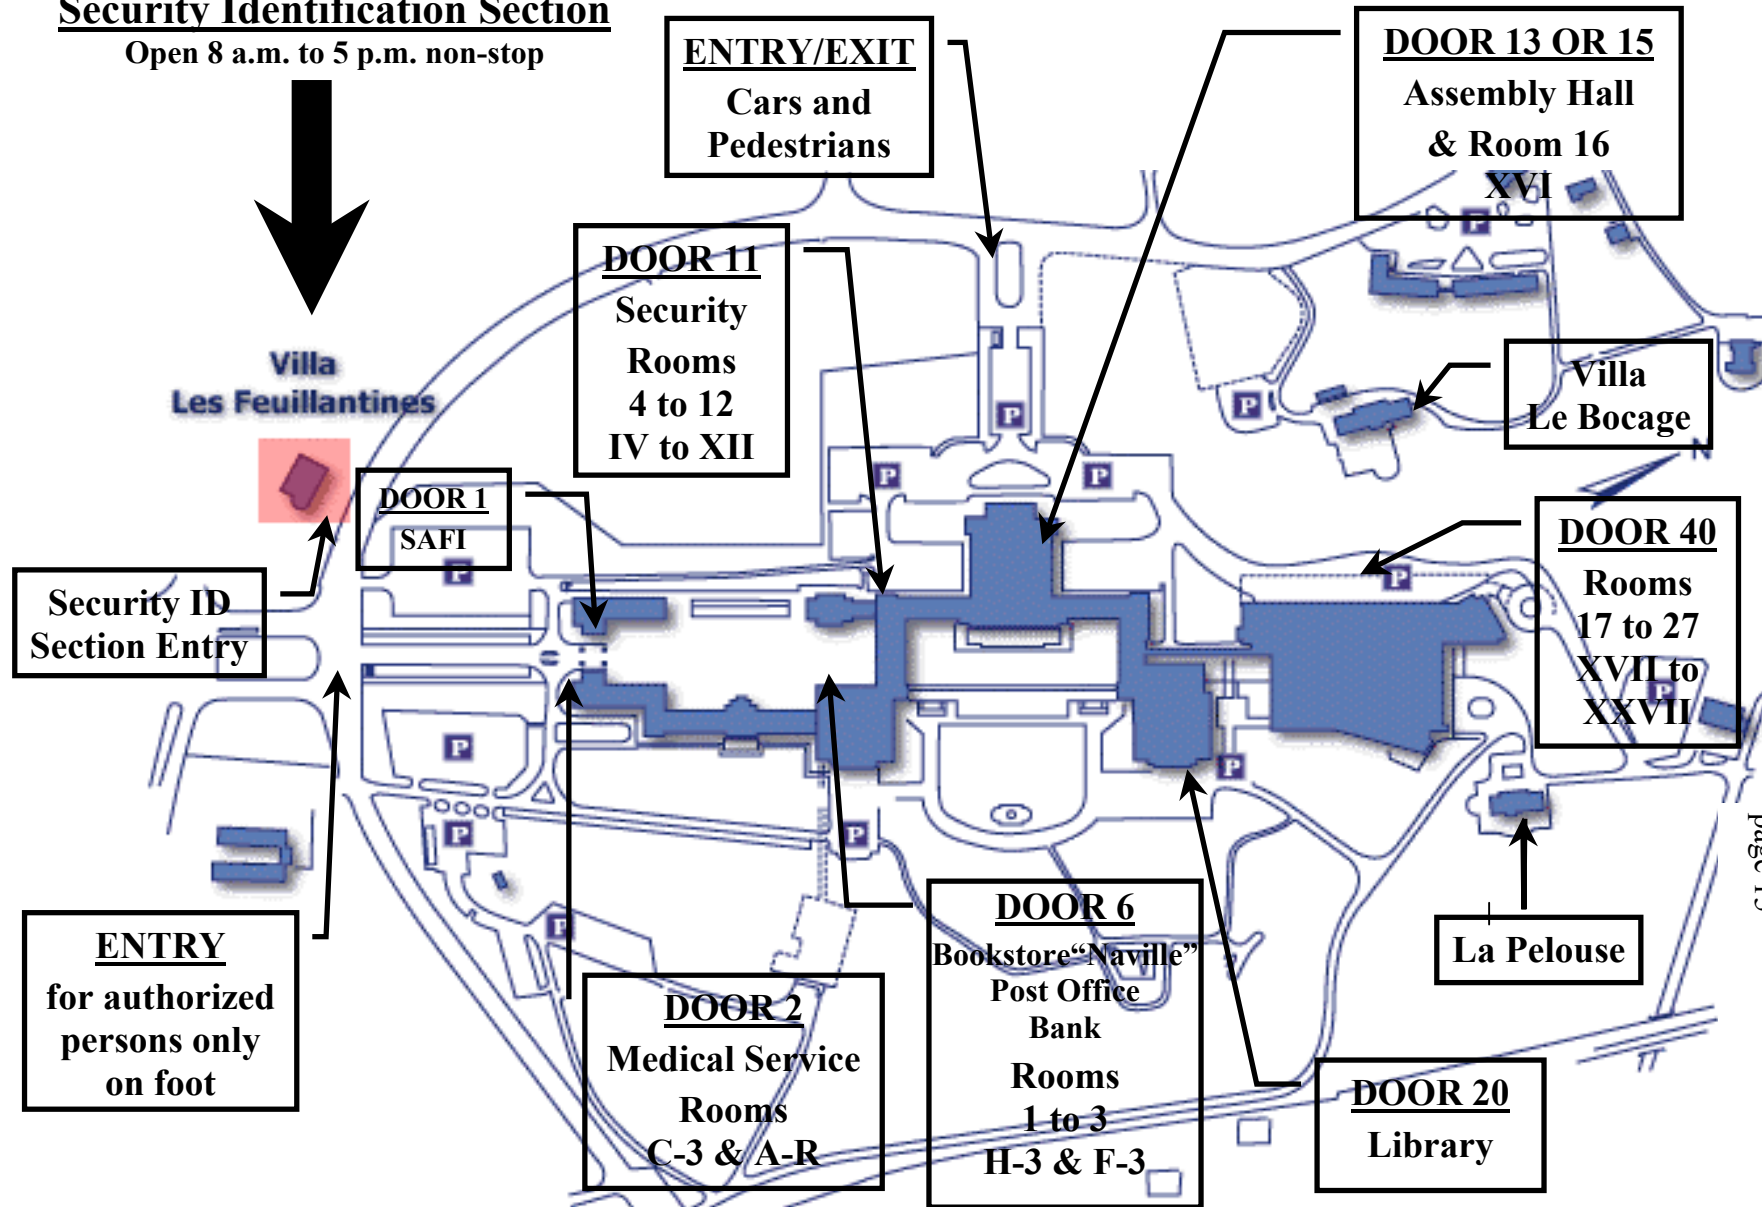 Security Identification Section
Open 8 a.m. to 5 p.m. non-stop
ENTRY/EXIT
Cars and
Pedestrians
DOOR 13 OR 15
Assembly Hall
& Room 16
XVI
DOOR 11
Security
Rooms
4 to 12
IV to XII
Villa
Les Feuillantines
Villa
Le Bocage
N
DOOR 1
SAFI
DOOR 40
Rooms
17 to 27
XVII to
XXVII
Security ID
Section Entry
P
P
P
P
P
P
P
P
P
P
P
P
P
P
ENTRY
for authorized
persons only
on foot
DOOR 2
Medical Service
Rooms
C-3 & A-R
DOOR 6
Bookstore“Naville”
Post Office
Bank
Rooms
1 to 3
H-3 & F-3
La Pelouse
DOOR 20
Library
page